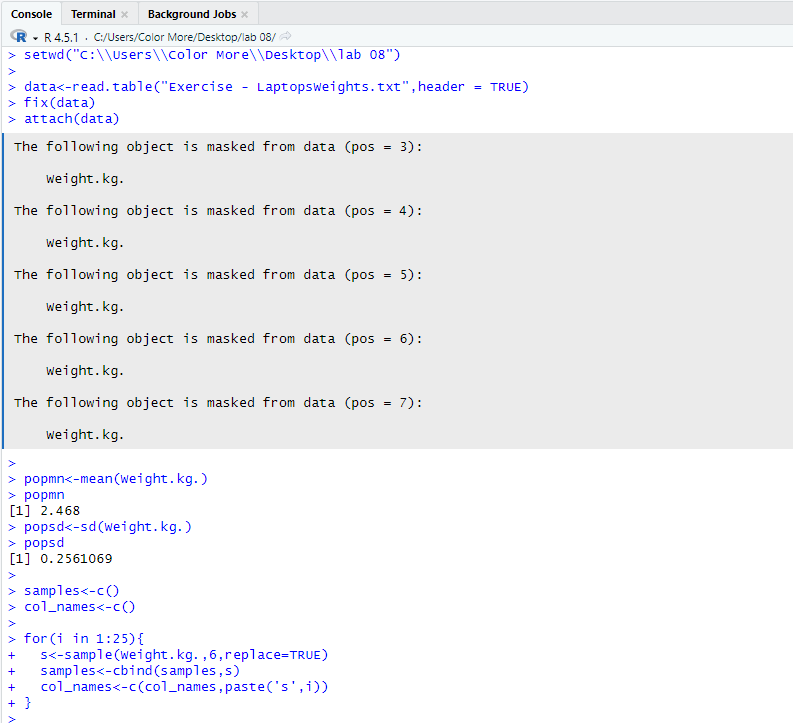 Console Terminal × Background Jobs ×
R R 4.5.1 · C:/Users/Color More/Desktop/lab 08/
> setwd("C:\\Users\\Color More\\Desktop\\lab 08")
>
> data<-read.table("Exercise - LaptopsWeights.txt",header = TRUE)
> fix(data)
> attach(data)
The following object is masked from data (pos = 3):
Weight.kg.
The following object is masked from data (pos = 4):
Weight.kg.
The following object is masked from data (pos = 5):
Weight.kg.
The following object is masked from data (pos = 6):
Weight.kg.
The following object is masked from data (pos = 7):
Weight.kg.
>
> popmn<-mean(Weight.kg.)
> popmn
[1] 2.468
> popsd<-sd(Weight.kg.)
> popsd
[1] 0.2561069
>
> samples<-c()
> col_names<-c()
>
> for(i in 1:25){
+   s<-sample(Weight.kg.,6,replace=TRUE)
+   samples<-cbind(samples,s)
+   col_names<-c(col_names,paste('s',i))
+ }
>